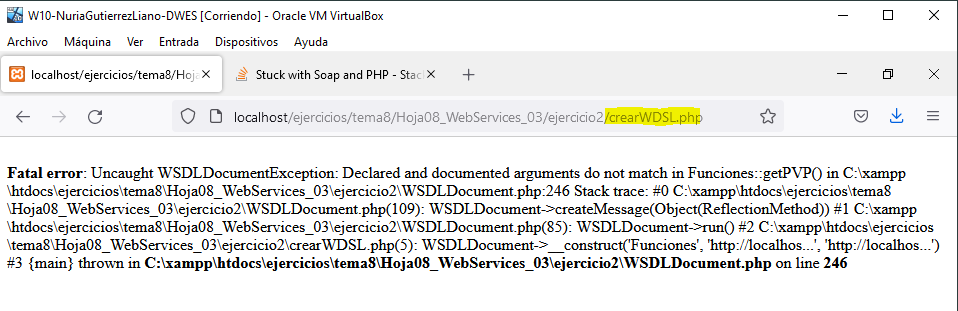 W10-NuriaGutierrezLiano-DWES [Corriendo] - Oracle VM VirtualBox
Archivo Máquina Ver Entrada Dispositivos Ayuda
localhost/ejercicios/tema8/Hoja Stuck with Soap and PHP - Stac
localhost/ejercicios/tema8/Hoja08_WebServices_03/ejercicio2/crearWDSL.php
Fatal error: Uncaught WSDLDocumentException: Declared and documented arguments do not match in Funciones::getPVP() in C:\xampp
\htdocs\ejercicios\tema8\Hoja08_WebServices_03\ejercicio2\WSDLDocument.php:246 Stack trace: #0 C:\xampp\htdocs\ejercicios\tema8
\Hoja08_WebServices_03\ejercicio2\WSDLDocument.php(109): WSDLDocument->createMessage(Object(ReflectionMethod)) #1 C:\xampp
\htdocs\ejercicios\tema8\Hoja08_WebServices_03\ejercicio2\WSDLDocument.php(85): WSDLDocument->run() #2 C:\xampp\htdocs\ejercicios
\tema8\Hoja08_WebServices_03\ejercicio2\crearWDSL.php(5): WSDLDocument->__construct('Funciones', 'http://localhos...', 'http://localhos...')
#3 {main} thrown in C:\xampp\htdocs\ejercicios\tema8\Hoja08_WebServices_03\ejercicio2\WSDLDocument.php on line 246